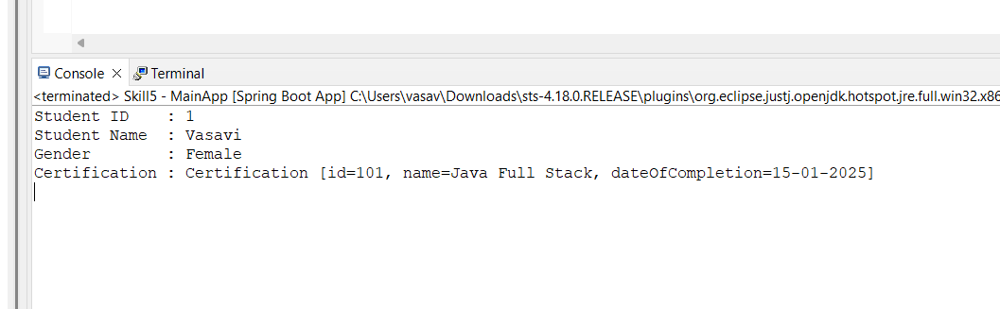 Console
Terminal
<terminated> Skill5 - MainApp [Spring Boot App] C:\Users\vasav\Downloads\sts-4.18.0.RELEASE\plugins\org.eclipse.justj.openjdk.hotspot.jre.full.win32.x86
Student ID    : 1
Student Name  : Vasavi
Gender        : Female
Certification : Certification [id=101, name=Java Full Stack, dateOfCompletion=15-01-2025]